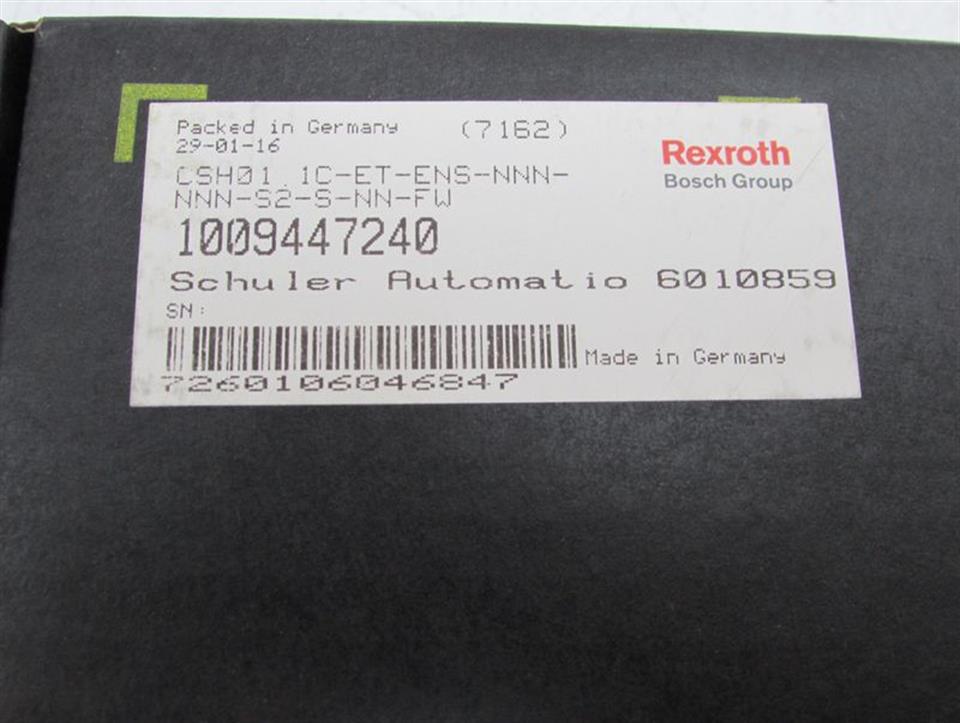 Packed in Germany (7162)
29-01-16
Rexroth
Bosch Group
CSH01.1C-ET-ENS-NNN-
NNN-S2-S-NN-FW
1009447240
Schuler Automatio 6010859
SN:
Made in Germany
7260106046847